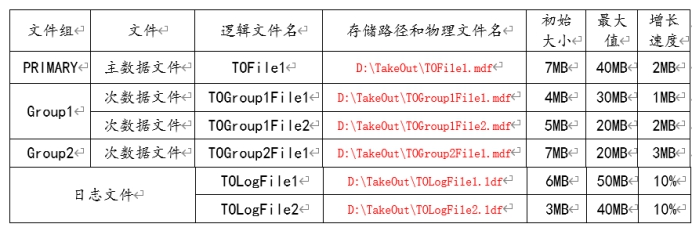 文件组 文件 逻辑文件名 存储路径和物理文件名 初始大小 最大值 增长速度
PRIMARY 主数据文件 TOFile1 D:\TakeOut\TOFile1.mdf 7MB 40MB 2MB
Group1 次数据文件 TOGroup1File1 D:\TakeOut\TOGroup1File1.mdf 4MB 30MB 1MB
次数据文件 TOGroup1File2 D:\TakeOut\TOGroup1File2.mdf 5MB 20MB 2MB
Group2 次数据文件 TOGroup2File1 D:\TakeOut\TOGroup2File1.mdf 7MB 20MB 3MB
日志文件 TOLogFile1 D:\TakeOut\TOLogFile1.ldf 6MB 50MB 10%
TOLogFile2 D:\TakeOut\TOLogFile2.ldf 3MB 40MB 10%